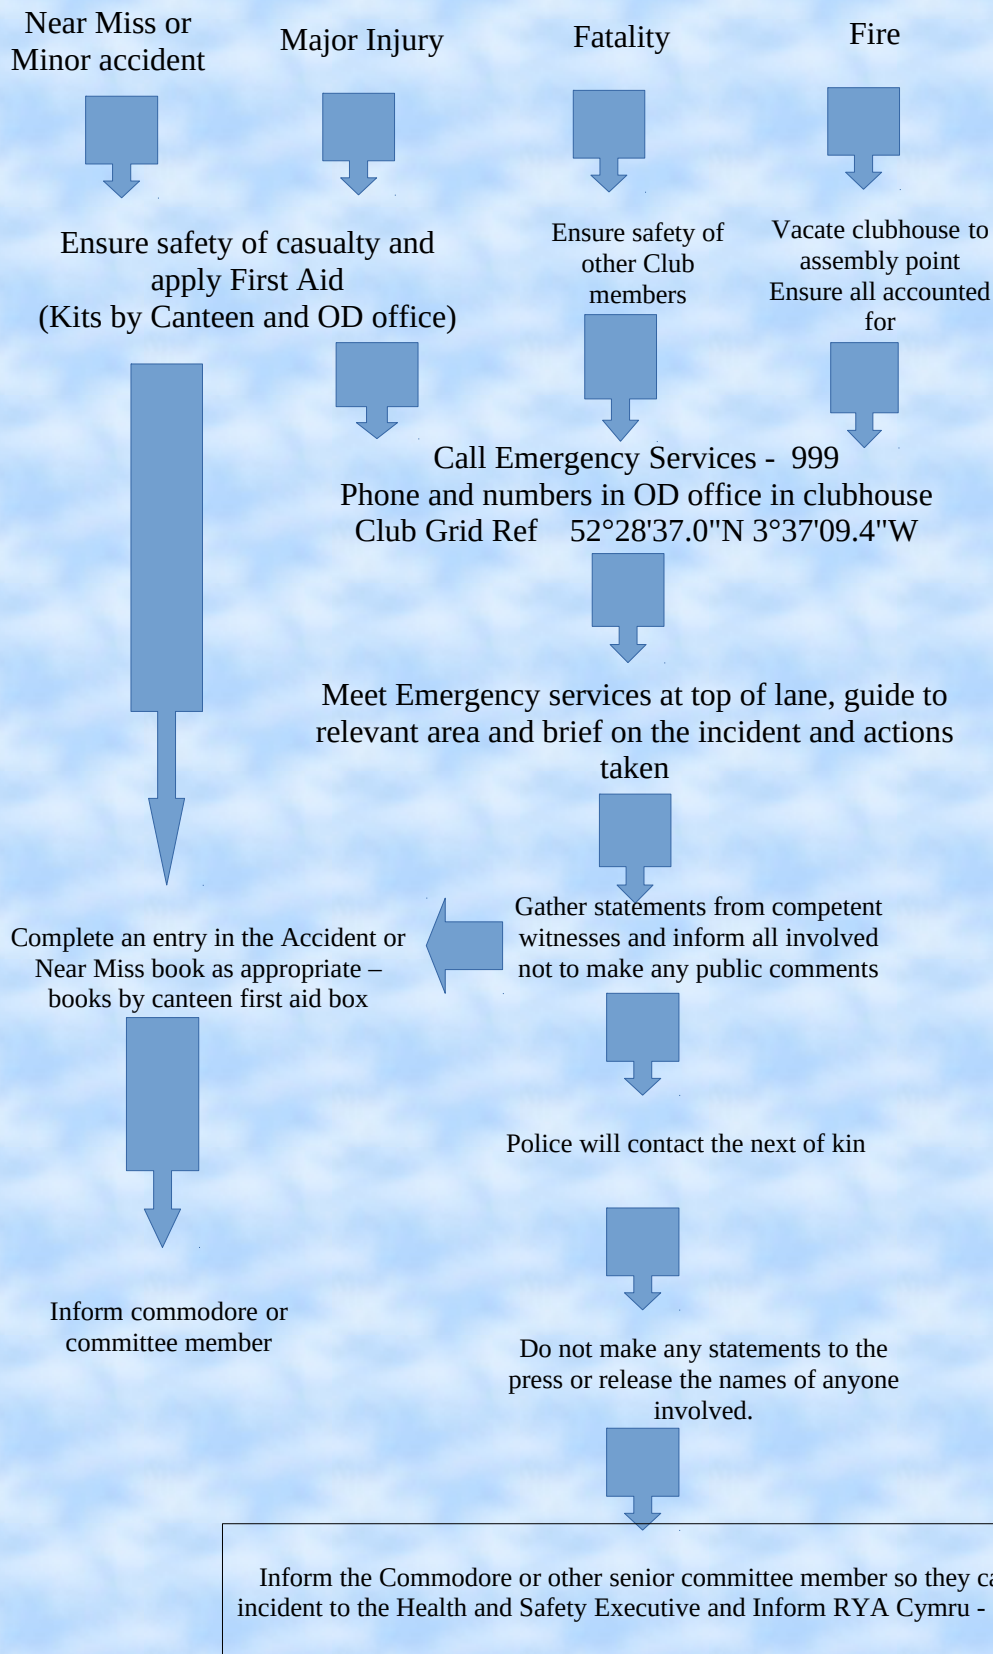 Near Miss or
Minor accident
Major Injury
Fatality
Fire
Ensure safety of casualty and
apply First Aid
(Kits by Canteen and OD office)
Ensure safety of
other Club
members
Vacate clubhouse to
assembly point
Ensure all accounted
for
Call Emergency Services -  999
Phone and numbers in OD office in clubhouse
Club Grid Ref    52°28'37.0"N 3°37'09.4"W
Meet Emergency services at top of lane, guide to
relevant area and brief on the incident and actions
taken
Gather statements from competent
witnesses and inform all involved
not to make any public comments
Complete an entry in the Accident or
Near Miss book as appropriate –
books by canteen first aid box
Police will contact the next of kin
Inform commodore or
committee member
Do not make any statements to the
press or release the names of anyone
involved.
Inform the Commodore or other senior committee member so they
incident to the Health and Safety Executive and Inform RYA Cymru -